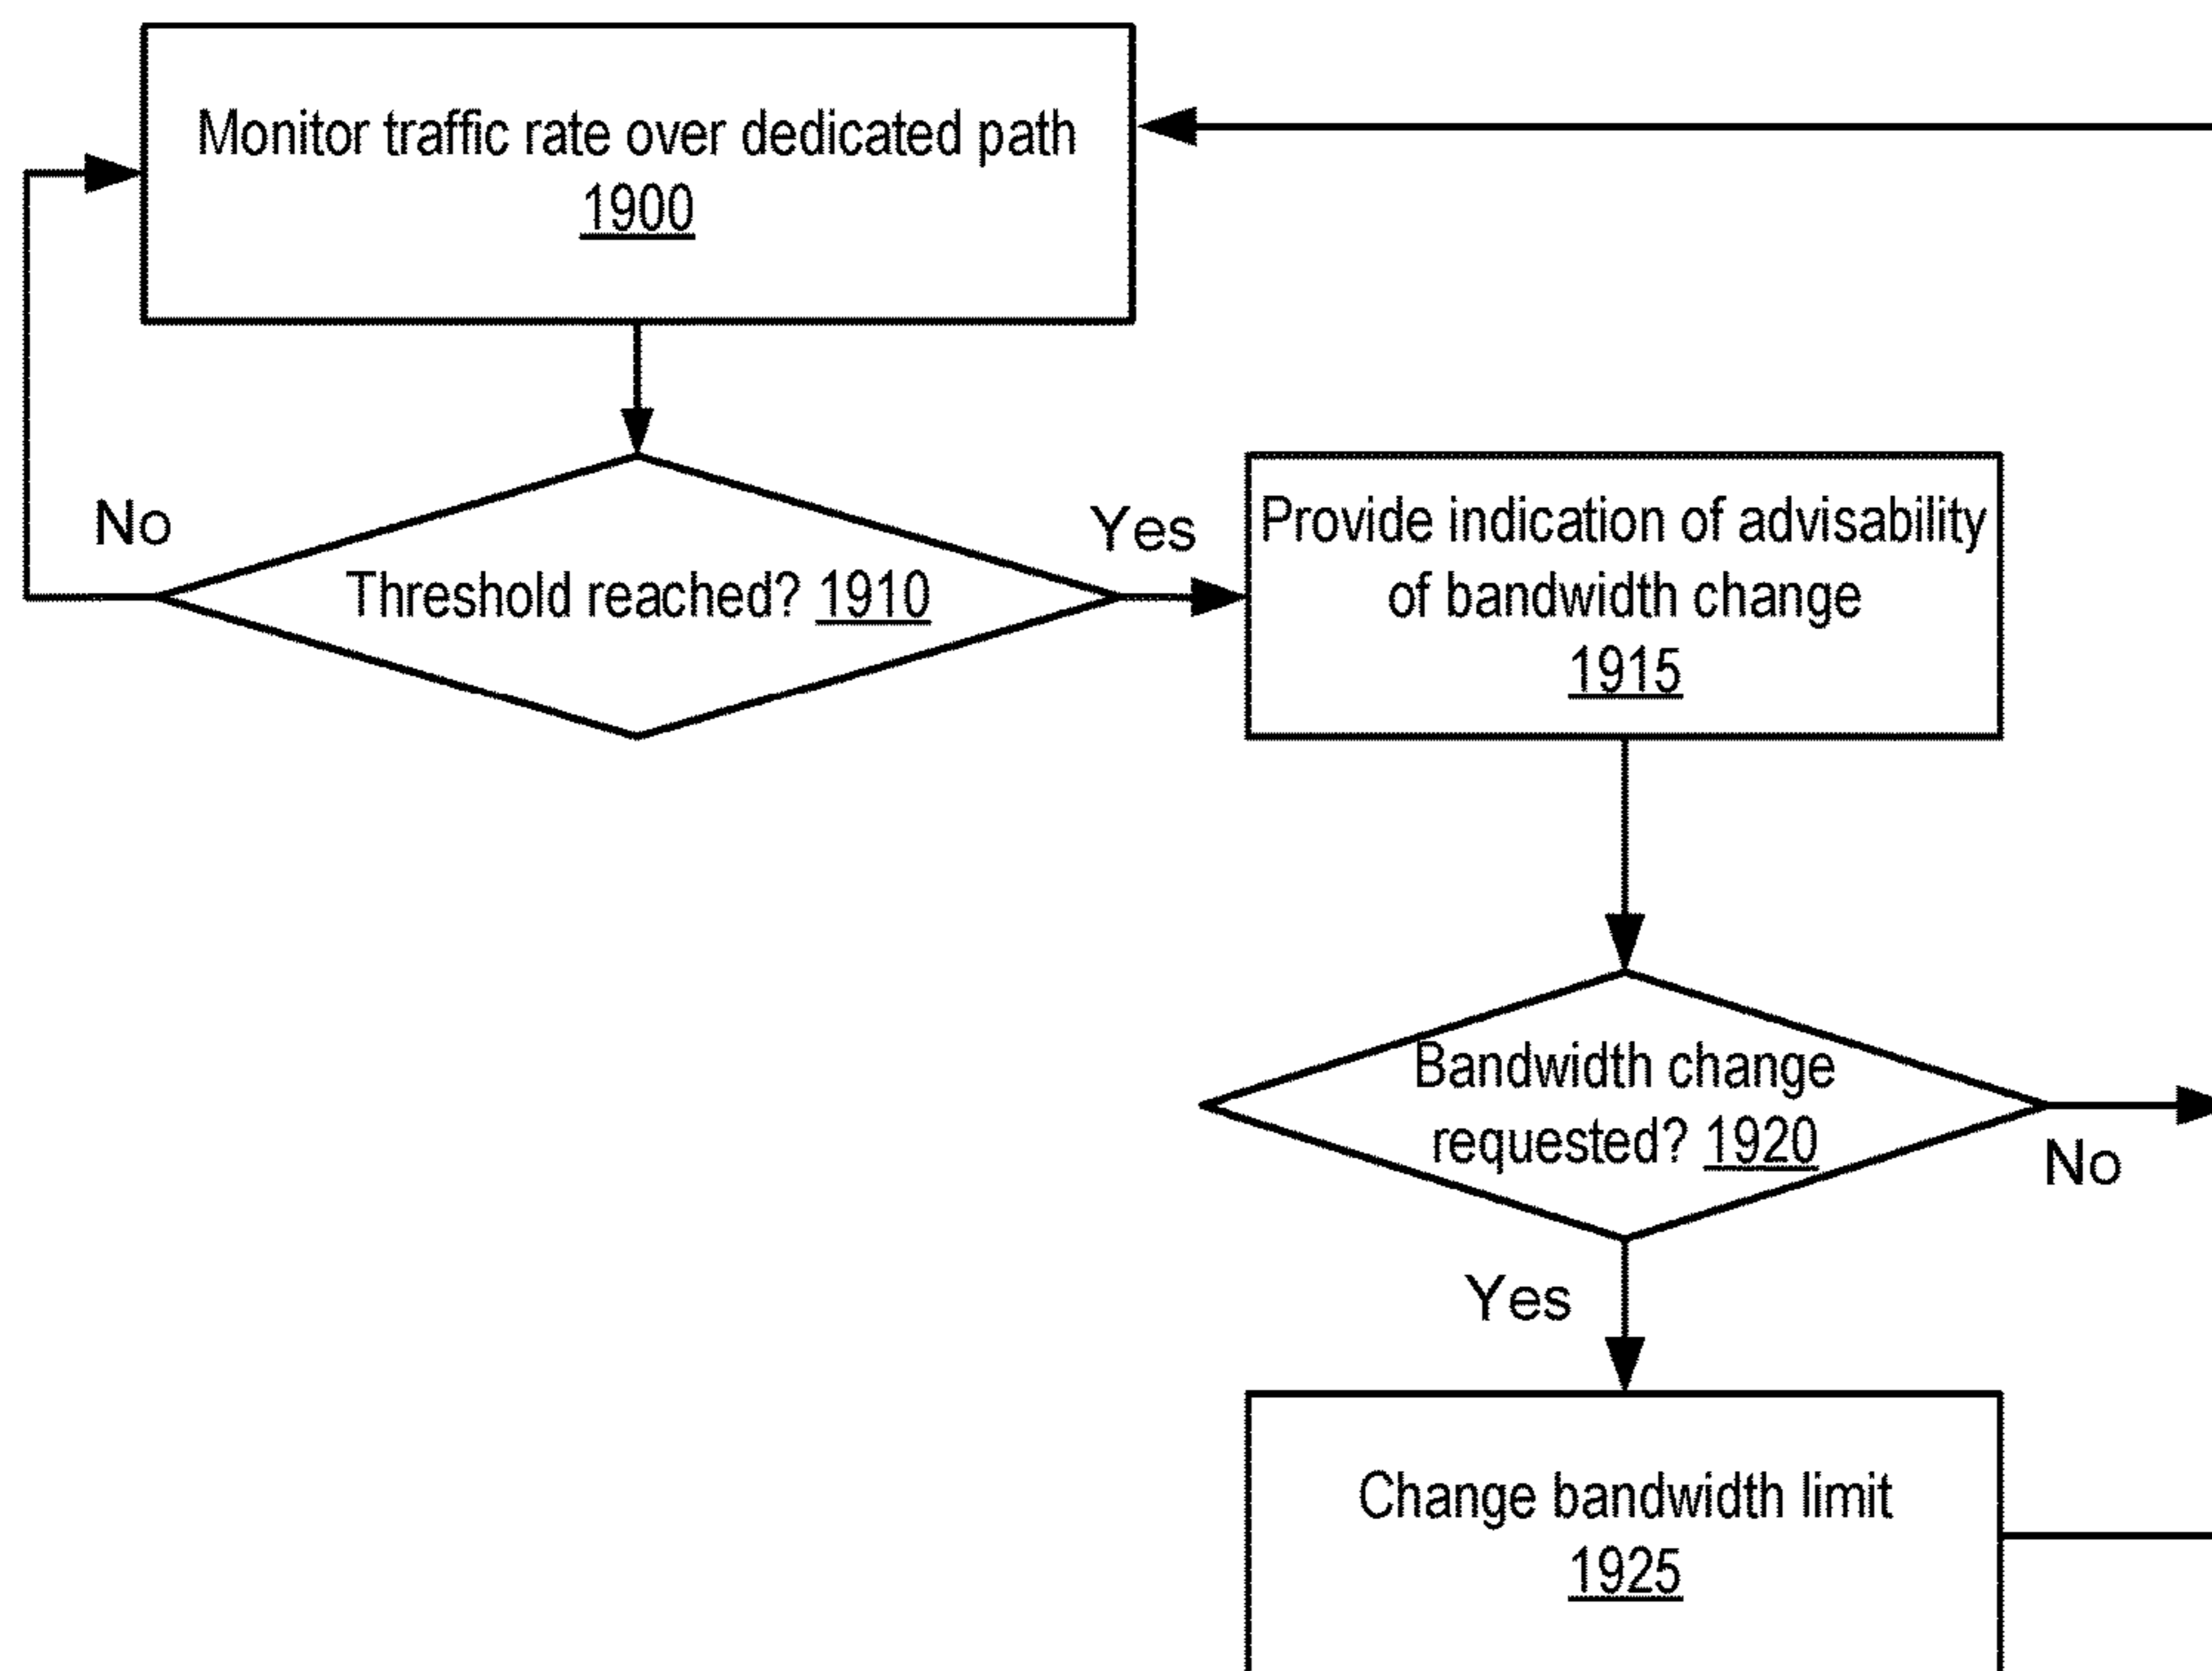 Monitor traffic rate over dedicated path
1900
No
Threshold reached? 1910
Yes
Provide indication of advisability
of bandwidth change
1915
Bandwidth change
requested? 1920
No
Yes
Change bandwidth limit
1925